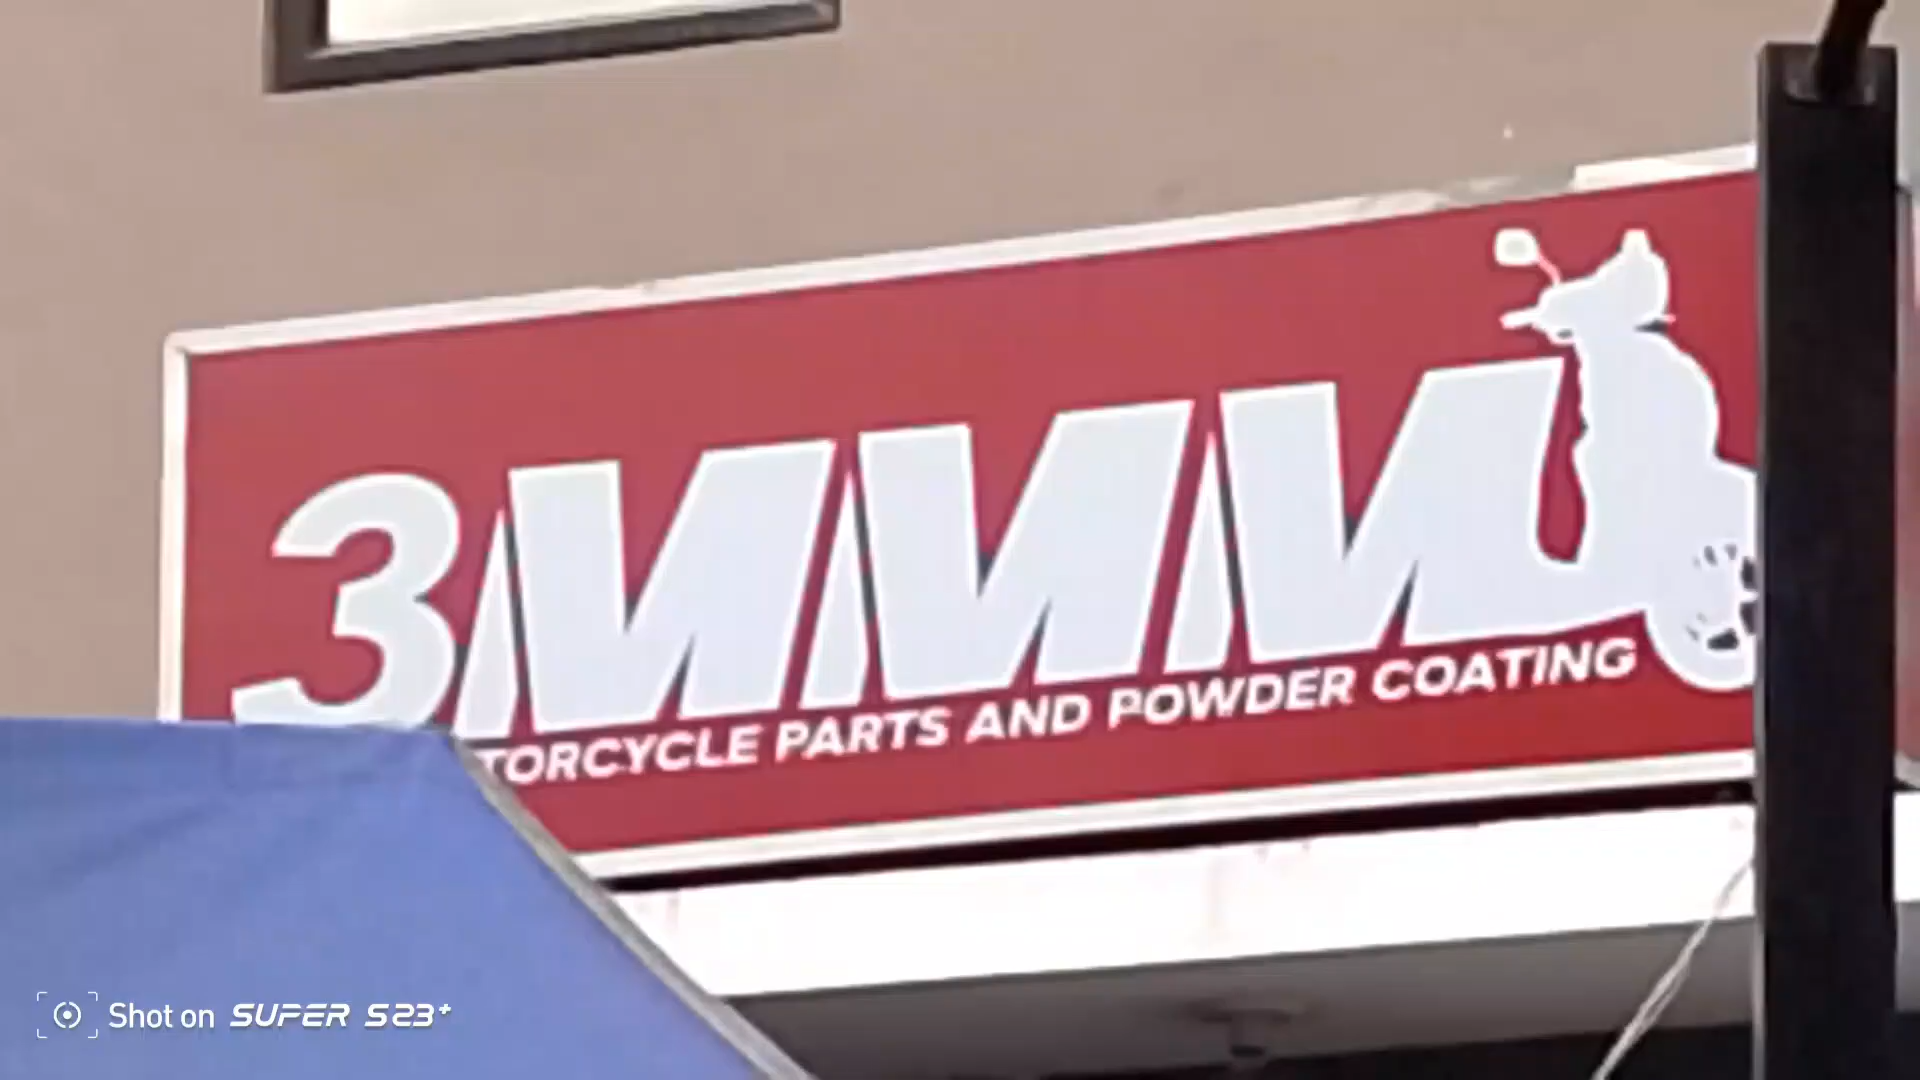 3MMM
TORCYCLE PARTS AND POWDER COATING
Shot on SUPER S23+